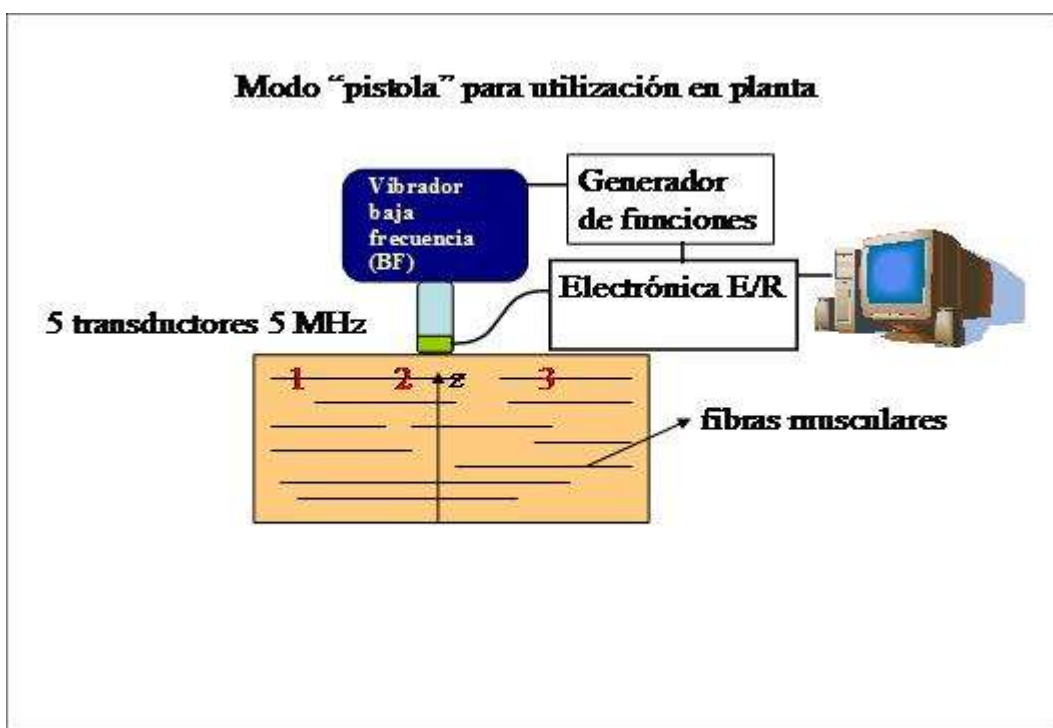 Modo “pistola” para utilización en planta
Vibrador
baja
frecuencia
(BF)
Generador
de funciones
Electrónica E/R
5 transductores 5 MHz
1 2 z 3
fibras musculares